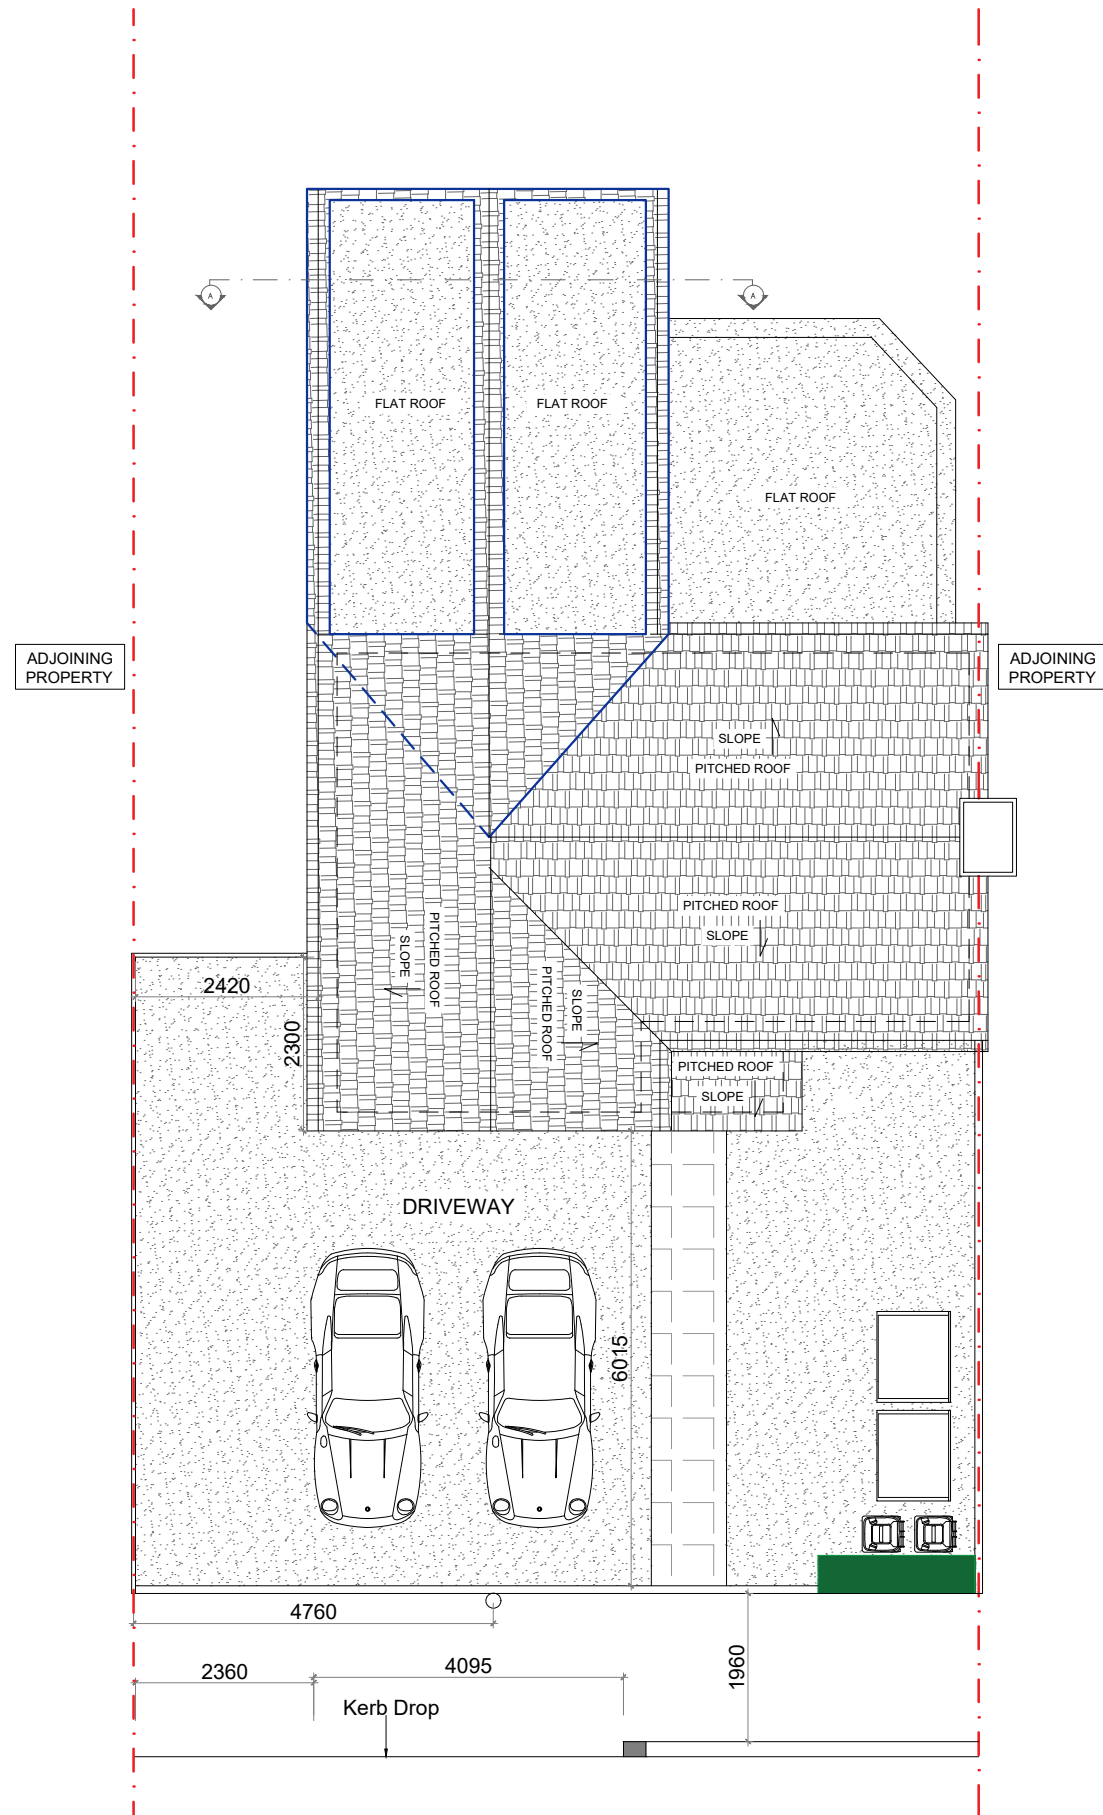 A
A
FLAT ROOF
FLAT ROOF
FLAT ROOF
ADJOINING
PROPERTY
ADJOINING
PROPERTY
SLOPE
PITCHED ROOF
PITCHED ROOF
SLOPE
PITCHED ROOF
SLOPE
SLOPE
PITCHED ROOF
2420
2300
PITCHED ROOF
SLOPE
DRIVEWAY
6015
4760
2360
4095
1960
Kerb Drop